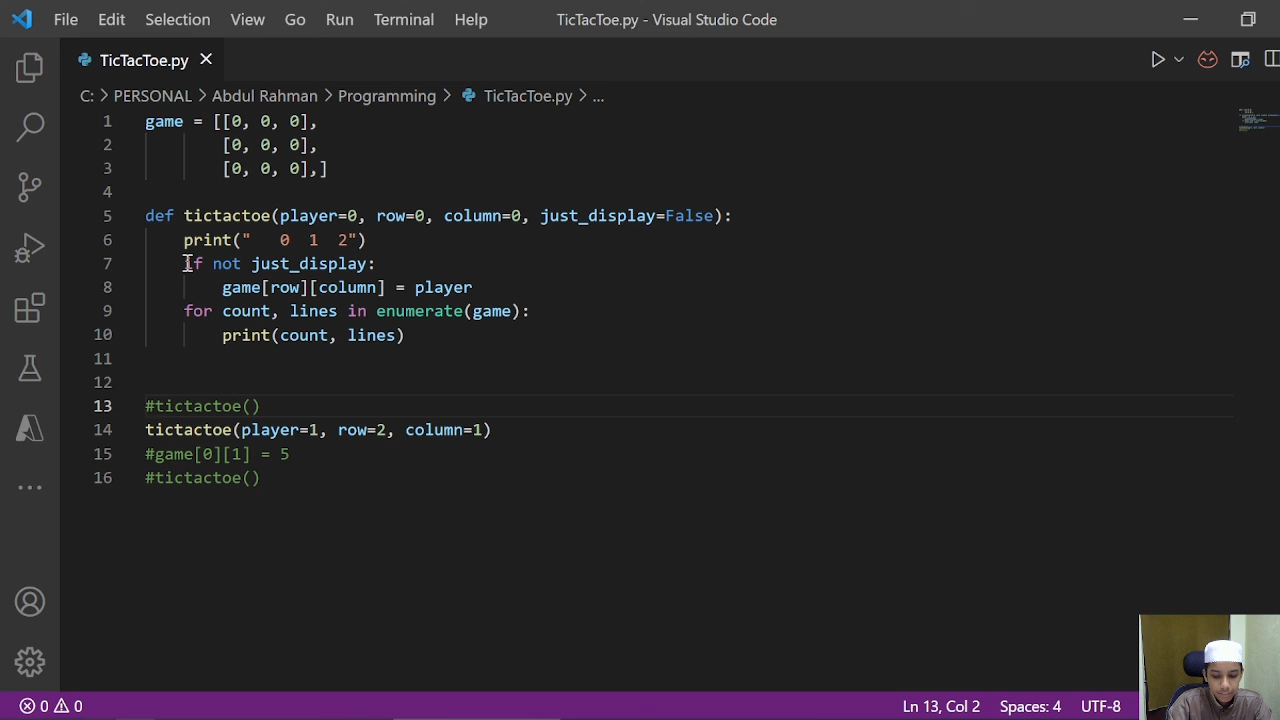 File Edit Selection View Go Run Terminal Help TicTacToe.py - Visual Studio Code
TicTacToe.py
C: > PERSONAL > Abdul Rahman > Programming > TicTacToe.py > ...
1 game = [[0, 0, 0],
2 [0, 0, 0],
3 [0, 0, 0],]
4
5 def tictactoe(player=0, row=0, column=0, just_display=False):
6 print("   0  1  2")
7 if not just_display:
8 game[row][column] = player
9 for count, lines in enumerate(game):
10 print(count, lines)
11
12
13 #tictactoe()
14 tictactoe(player=1, row=2, column=1)
15 #game[0][1] = 5
16 #tictactoe()
0 0 Ln 13, Col 2 Spaces: 4 UTF-8